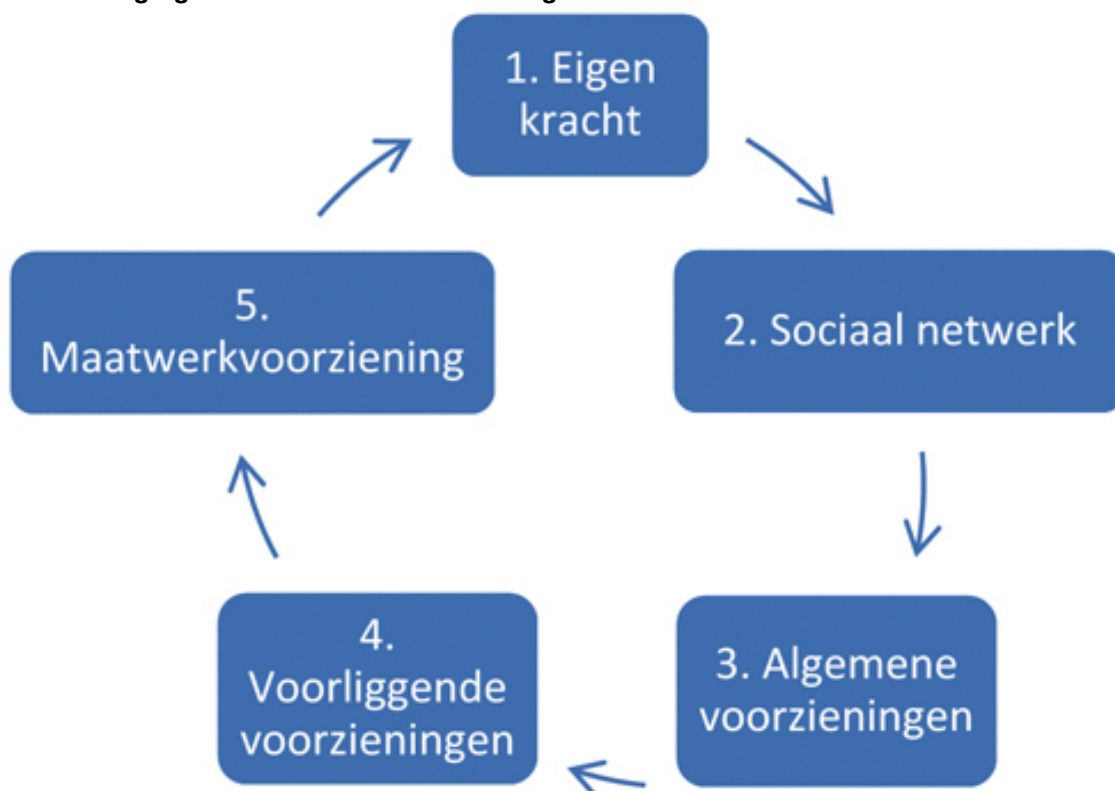 1. Eigen
kracht
2. Sociaal netwerk
3. Algemene
voorzieningen
4.
Voorliggende
voorzieningen
5.
Maatwerkvoorziening